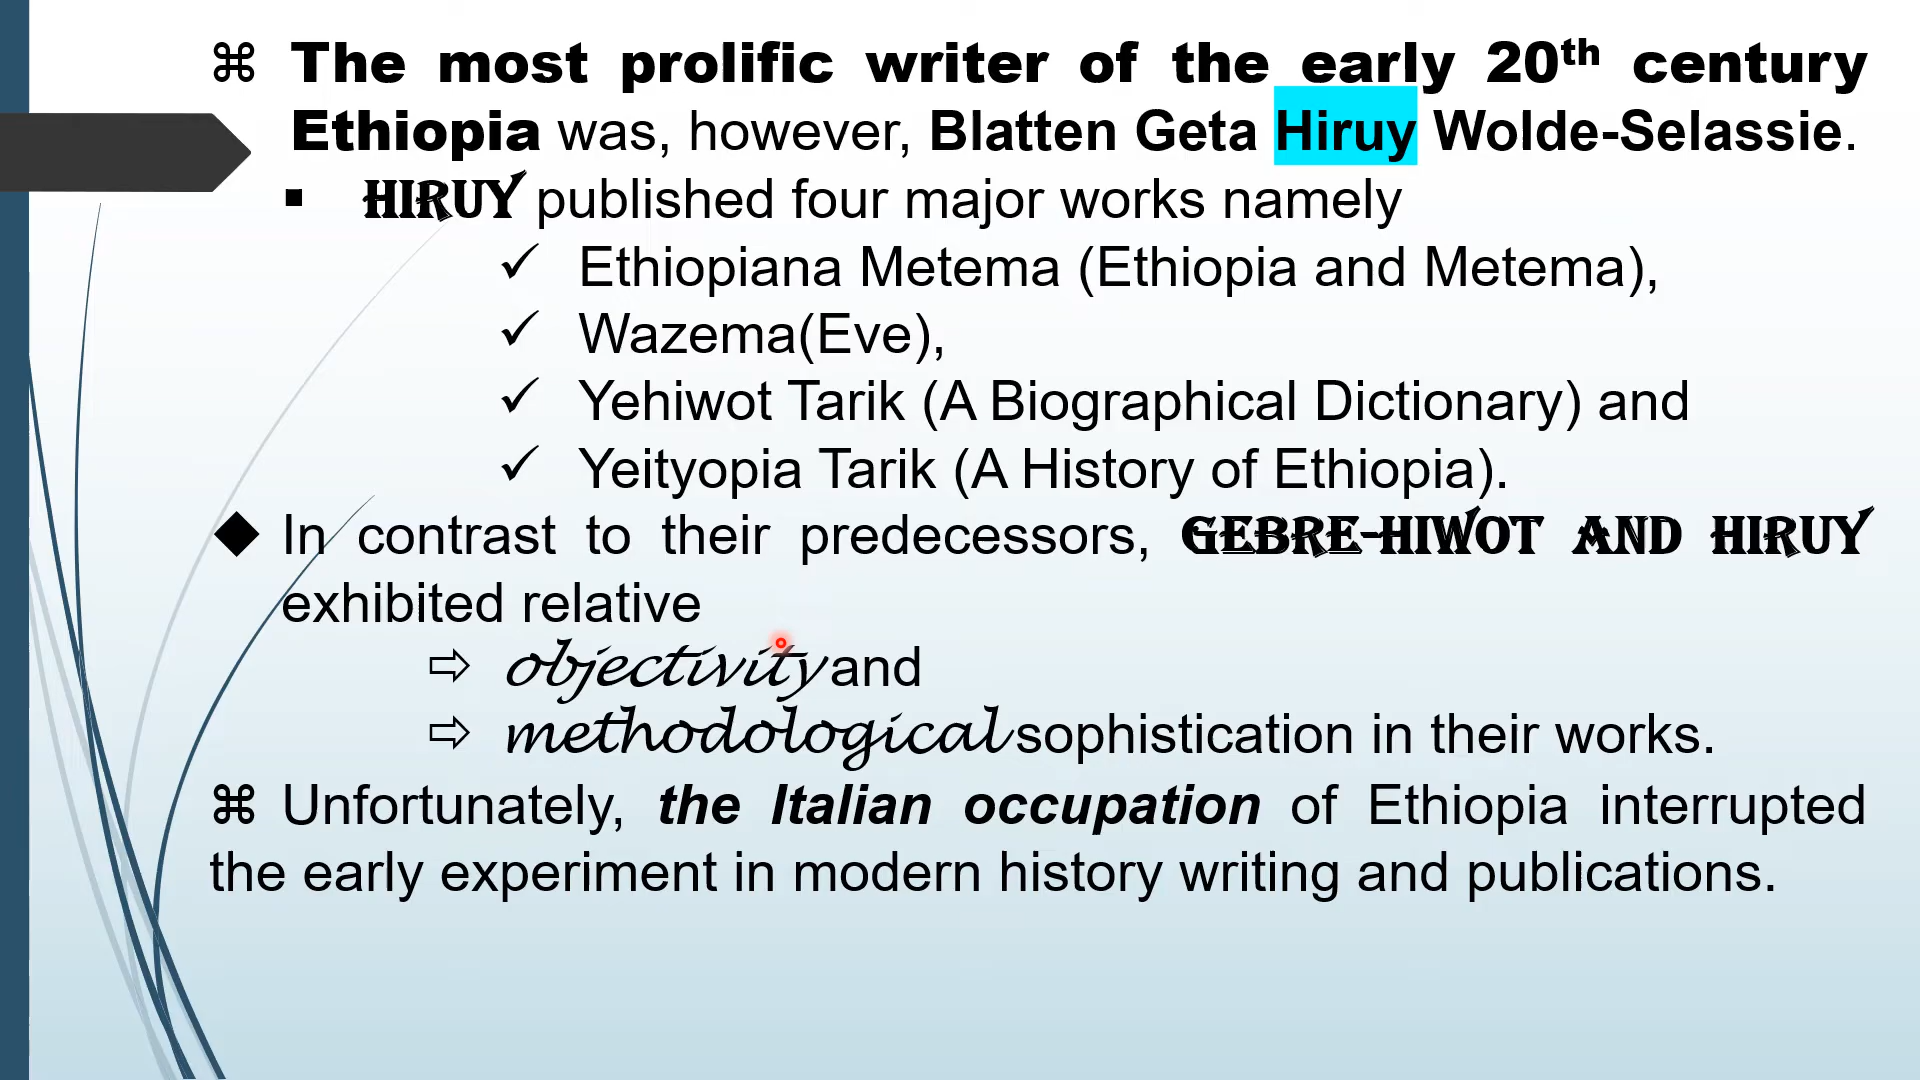 ⌘ The most prolific writer of the early 20th century
Ethiopia was, however, Blatten Geta Hiruy Wolde-Selassie.
▪ HIRUY published four major works namely
✓ Ethiopiana Metema (Ethiopia and Metema),
✓ Wazema(Eve),
✓ Yehiwot Tarik (A Biographical Dictionary) and
✓ Yeityopia Tarik (A History of Ethiopia).
◆ In contrast to their predecessors, GEBRE-HIWOT AND HIRUY
exhibited relative
⇨ objectivity and
⇨ methodological sophistication in their works.
⌘ Unfortunately, the Italian occupation of Ethiopia interrupted
the early experiment in modern history writing and publications.